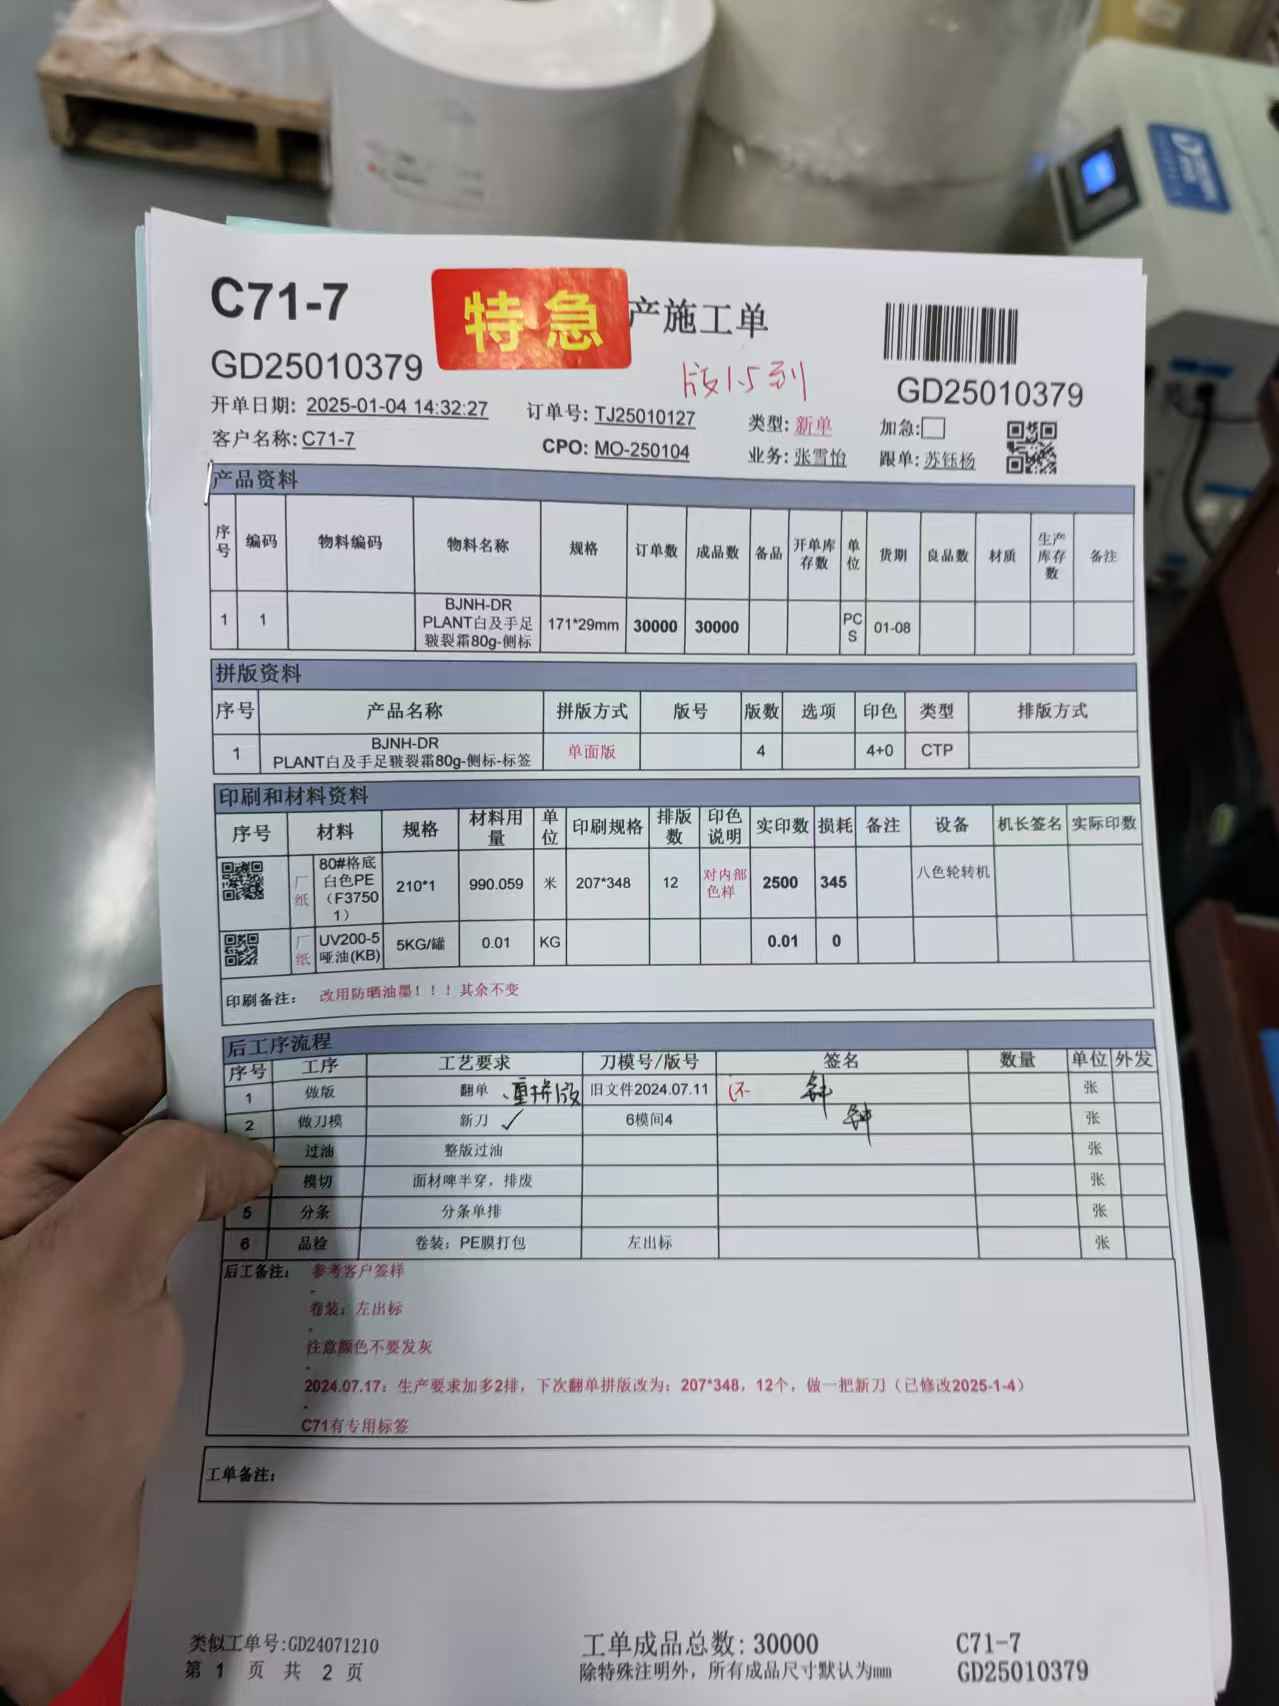 C71-7
特急
产施工单
GD25010379
版1.5到
GD25010379
开单日期: 2025-01-04 14:32:27
订单号: TJ25010127
类型: 新单
加急:
客户名称: C71-7
CPO: MO-250104
业务: 张雪怡
跟单: 苏钰杨
产品资料
序号 编码 物料编码 物料名称 规格 订单数 成品数 备品 开单库存数 单位 货期 良品数 材质 生产库存数 备注
1 1 BJNH-DR PLANT白及手足皲裂霜80g-侧标 171*29mm 30000 30000 PCS 01-08
拼版资料
序号 产品名称 拼版方式 版号 版数 选项 印色 类型 排版方式
1 BJNH-DR PLANT白及手足皲裂霜80g-侧标-标签 单面版 4 4+0 CTP
印刷和材料资料
序号 材料 规格 材料用量 单位 印刷规格 排版数 印色说明 实印数 损耗 备注 设备 机长签名 实际印数
厂纸 80#格底白色PE（F37501） 210*1 990.059 米 207*348 12 对内部色样 2500 345 八色轮转机
厂纸 UV200-5哑油(KB) 5KG/罐 0.01 KG 0.01 0
印刷备注: 改用防晒油墨！！！其余不变
后工序流程
序号 工序 工艺要求 刀模号/版号 签名 数量 单位 外发
1 做版 翻单 重拼版 旧文件2024.07.11 钟 张
2 做刀模 新刀 ✓ 6模间4 钟 张
过油 整版过油 张
模切 面材啤半穿，排废 张
5 分条 分条单排 张
6 品检 卷装；PE膜打包 左出标 张
后工备注: 参考客户签样
-
卷装；左出标
-
注意颜色不要发灰
-
2024.07.17：生产要求加多2排，下次翻单拼版改为：207*348，12个，做一把新刀（已修改2025-1-4）
-
C71有专用标签
工单备注:
类似工单号:GD24071210
工单成品总数: 30000
C71-7
第 1 页 共 2 页
除特殊注明外，所有成品尺寸默认为mm
GD25010379